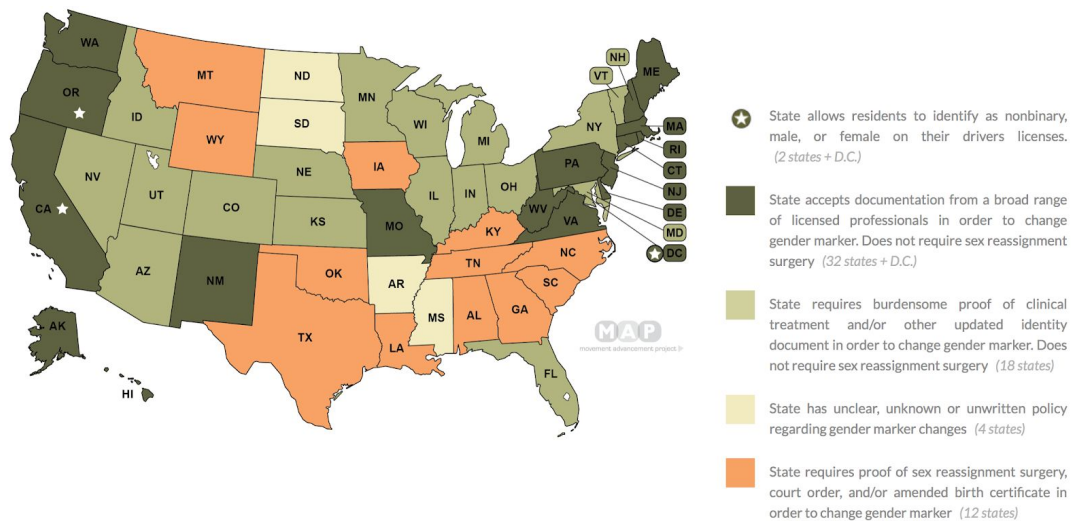 WA
MT
ND
OR
ID
WY
SD
MN
WI
MI
NH
VT
ME
NY
MA
RI
CT
NJ
DE
MD
DC
PA
NV
UT
CO
NE
IA
IL
IN
OH
WV
VA
CA
KS
MO
KY
AZ
NM
OK
AR
TN
NC
SC
TX
LA
MS
AL
GA
FL
AK
HI
MAP
movement advancement project
State allows residents to identify as nonbinary,
male, or female on their drivers licenses.
(2 states + D.C.)
State accepts documentation from a broad range
of licensed professionals in order to change
gender marker. Does not require sex reassignment
surgery (32 states + D.C.)
State requires burdensome proof of clinical
treatment and/or other updated identity
document in order to change gender marker. Does
not require sex reassignment surgery (18 states)
State has unclear, unknown or unwritten policy
regarding gender marker changes (4 states)
State requires proof of sex reassignment surgery,
court order, and/or amended birth certificate in
order to change gender marker (12 states)